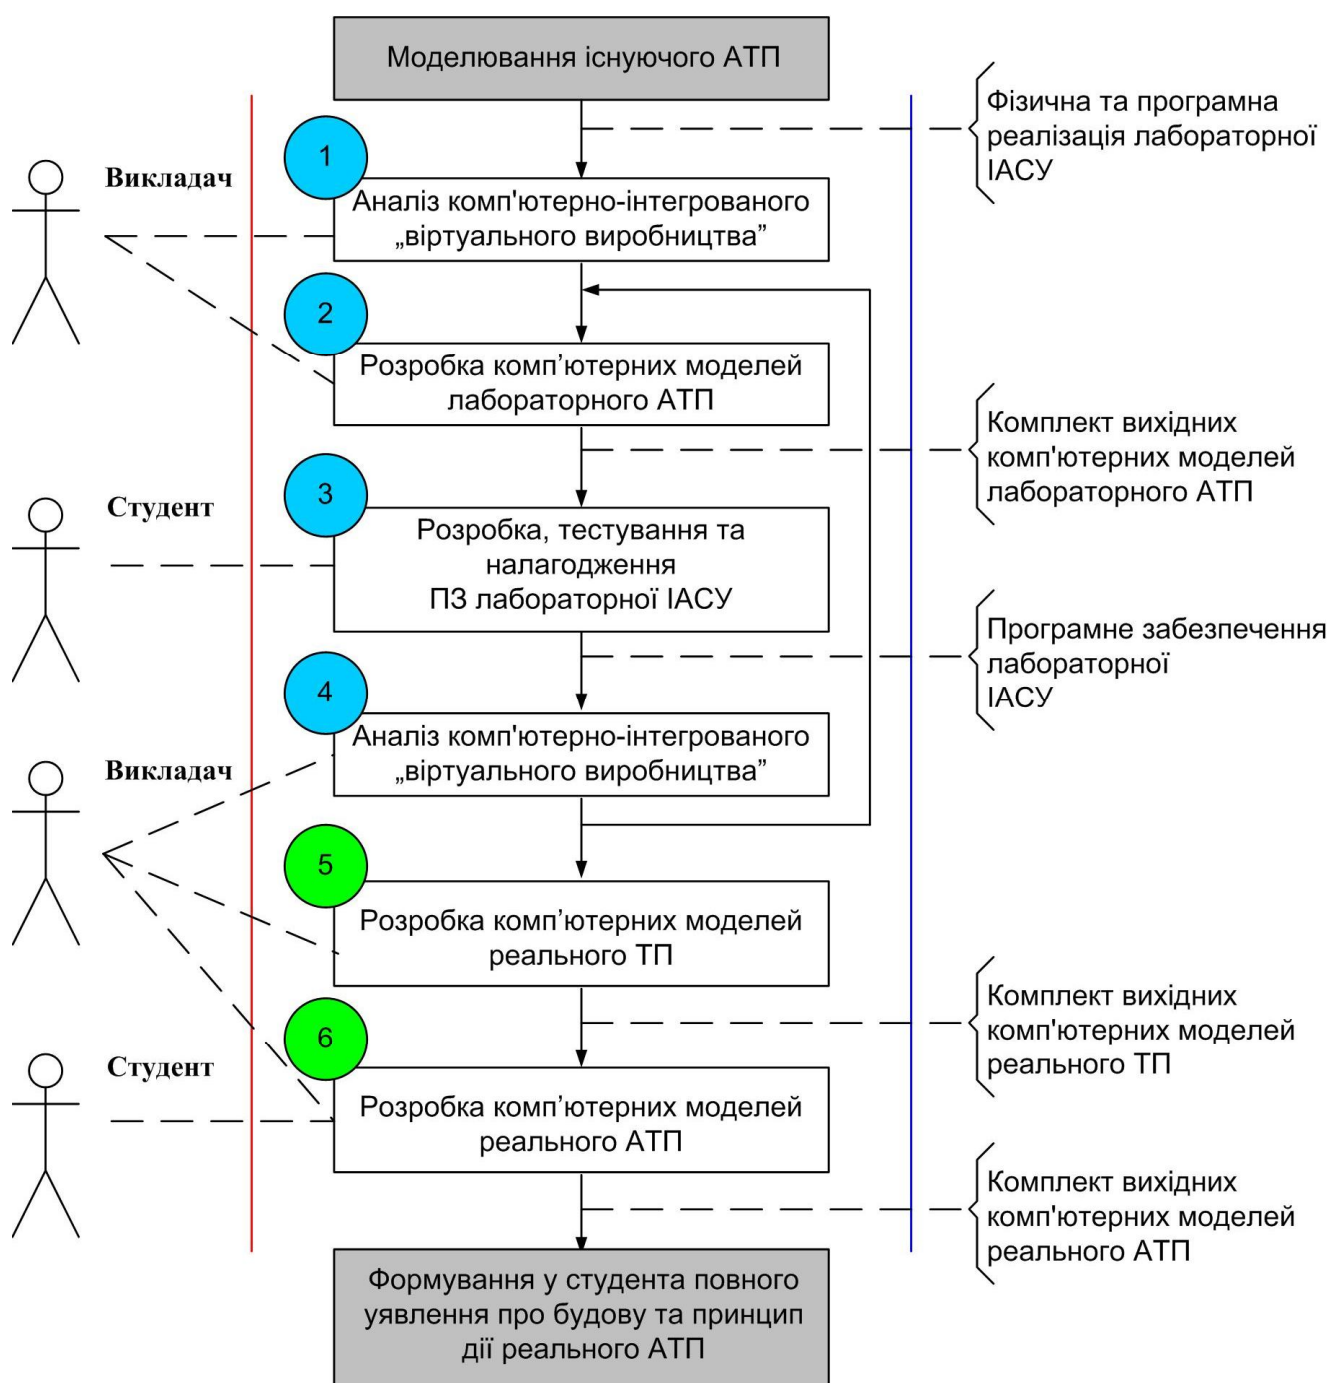 Моделювання існуючого АТП
Фізична та програмна
реалізація лабораторної
ІАСУ
Викладач
1
Аналіз комп'ютерно-інтегрованого
„віртуального виробництва”
2
Розробка комп’ютерних моделей
лабораторного АТП
Комплект вихідних
комп'ютерних моделей
лабораторного АТП
Студент
3
Розробка, тестування та
налагодження
ПЗ лабораторної ІАСУ
Програмне забезпечення
лабораторної
ІАСУ
4
Аналіз комп'ютерно-інтегрованого
„віртуального виробництва”
Викладач
5
Розробка комп’ютерних моделей
реального ТП
Комплект вихідних
комп'ютерних моделей
реального ТП
Студент
6
Розробка комп’ютерних моделей
реального АТП
Комплект вихідних
комп'ютерних моделей
реального АТП
Формування у студента повного
уявлення про будову та принцип
дії реального АТП